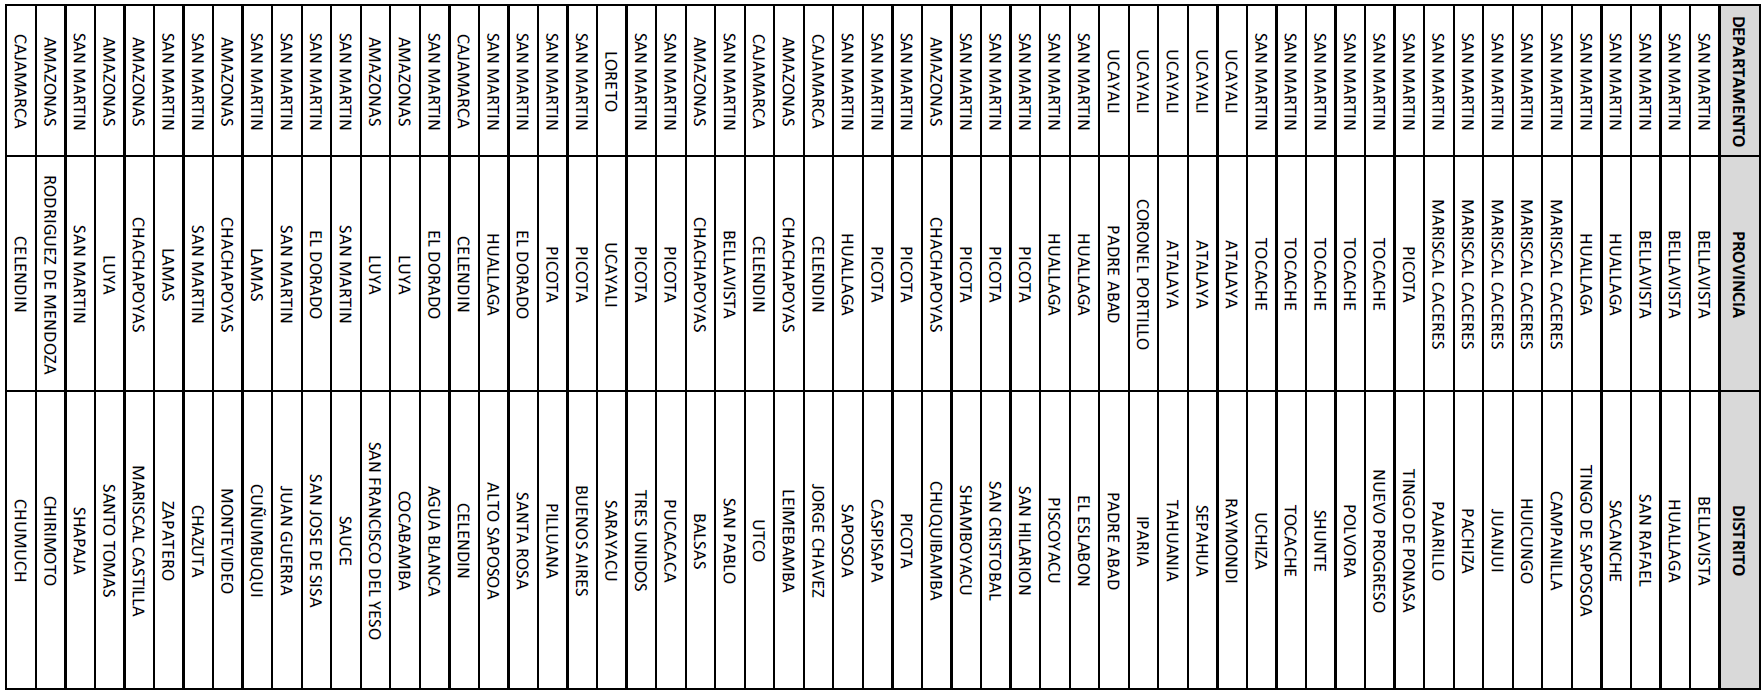 DEPARTAMENTO PROVINCIA DISTRITO
SAN MARTIN BELLAVISTA BELLAVISTA
SAN MARTIN BELLAVISTA HUALLAGA
SAN MARTIN BELLAVISTA SAN RAFAEL
SAN MARTIN HUALLAGA SACANCHE
SAN MARTIN HUALLAGA TINGO DE SAPOSOA
SAN MARTIN MARISCAL CACERES CAMPANILLA
SAN MARTIN MARISCAL CACERES HUICUNGO
SAN MARTIN MARISCAL CACERES JUANJUI
SAN MARTIN MARISCAL CACERES PACHIZA
SAN MARTIN MARISCAL CACERES PAJARILLO
SAN MARTIN PICOTA TINGO DE PONASA
SAN MARTIN TOCACHE NUEVO PROGRESO
SAN MARTIN TOCACHE POLVORA
SAN MARTIN TOCACHE SHUNTE
SAN MARTIN TOCACHE TOCACHE
SAN MARTIN TOCACHE UCHIZA
UCAYALI ATALAYA RAYMONDI
UCAYALI ATALAYA SEPAHUA
UCAYALI ATALAYA TAHUANIA
UCAYALI CORONEL PORTILLO IPARIA
UCAYALI PADRE ABAD PADRE ABAD
SAN MARTIN HUALLAGA EL ESLABON
SAN MARTIN HUALLAGA PISCOYACU
SAN MARTIN PICOTA SAN HILARION
SAN MARTIN PICOTA SAN CRISTOBAL
SAN MARTIN PICOTA SHAMBOYACU
AMAZONAS CHACHAPOYAS CHUQUIBAMBA
SAN MARTIN PICOTA PICOTA
SAN MARTIN PICOTA CASPISAPA
SAN MARTIN HUALLAGA SAPOSOA
CAJAMARCA CELENDIN JORGE CHAVEZ
AMAZONAS CHACHAPOYAS LEIMEBAMBA
CAJAMARCA CELENDIN UTCO
SAN MARTIN BELLAVISTA SAN PABLO
AMAZONAS CHACHAPOYAS BALSAS
SAN MARTIN PICOTA PUCACACA
SAN MARTIN PICOTA TRES UNIDOS
LORETO UCAYALI SARAYACU
SAN MARTIN PICOTA BUENOS AIRES
SAN MARTIN PICOTA PILLUANA
SAN MARTIN EL DORADO SANTA ROSA
SAN MARTIN HUALLAGA ALTO SAPOSOA
CAJAMARCA CELENDIN CELENDIN
SAN MARTIN EL DORADO AGUA BLANCA
AMAZONAS LUYA COCABAMBA
AMAZONAS LUYA SAN FRANCISCO DEL YESO
SAN MARTIN SAN MARTIN SAUCE
SAN MARTIN EL DORADO SAN JOSE DE SISA
SAN MARTIN SAN MARTIN JUAN GUERRA
SAN MARTIN LAMAS CUÑUMBUQUI
AMAZONAS CHACHAPOYAS MONTEVIDEO
SAN MARTIN SAN MARTIN CHAZUTA
SAN MARTIN LAMAS ZAPATERO
AMAZONAS CHACHAPOYAS MARISCAL CASTILLA
AMAZONAS LUYA SANTO TOMAS
SAN MARTIN SAN MARTIN SHAPAJA
AMAZONAS RODRIGUEZ DE MENDOZA CHIRIMOTO
CAJAMARCA CELENDIN CHUMUCH